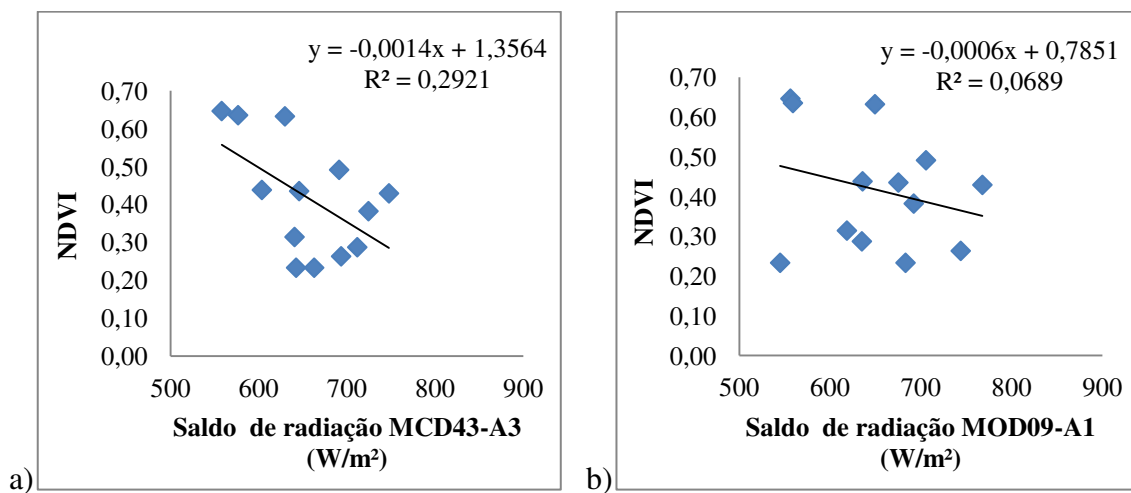 y = -0,0014x + 1,3564
R² = 0,2921
0,70
0,60
0,50
0,40
0,30
0,20
0,10
0,00
NDVI
500 600 700 800 900
Saldo de radiação MCD43-A3
(W/m²)
a)
y = -0,0006x + 0,7851
R² = 0,0689
0,70
0,60
0,50
0,40
0,30
0,20
0,10
0,00
NDVI
500 600 700 800 900
Saldo de radiação MOD09-A1
(W/m²)
b)